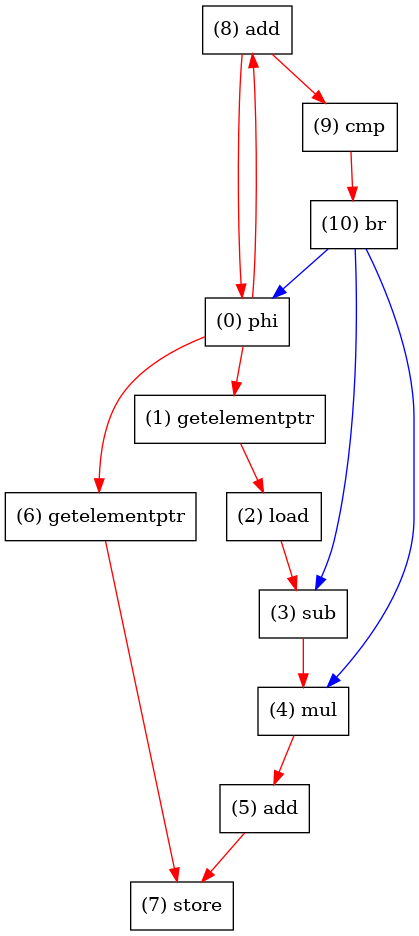 (8) add
(9) cmp
(10) br
(0) phi
(1) getelementptr
(6) getelementptr
(2) load
(3) sub
(4) mul
(5) add
(7) store